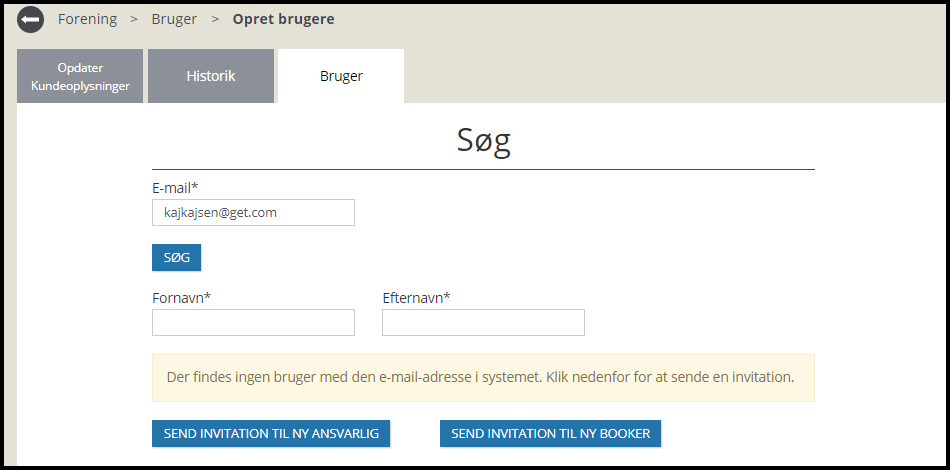 Forening > Bruger > Opret brugere
Opdater
Kundeoplysninger
Historik
Bruger
Søg
E-mail*
kajkajsen@get.com
SØG
Fornavn* Efternavn*
Der findes ingen bruger med den e-mail-adresse i systemet. Klik nedenfor for at sende en invitation.
SEND INVITATION TIL NY ANSVARLIG SEND INVITATION TIL NY BOOKER